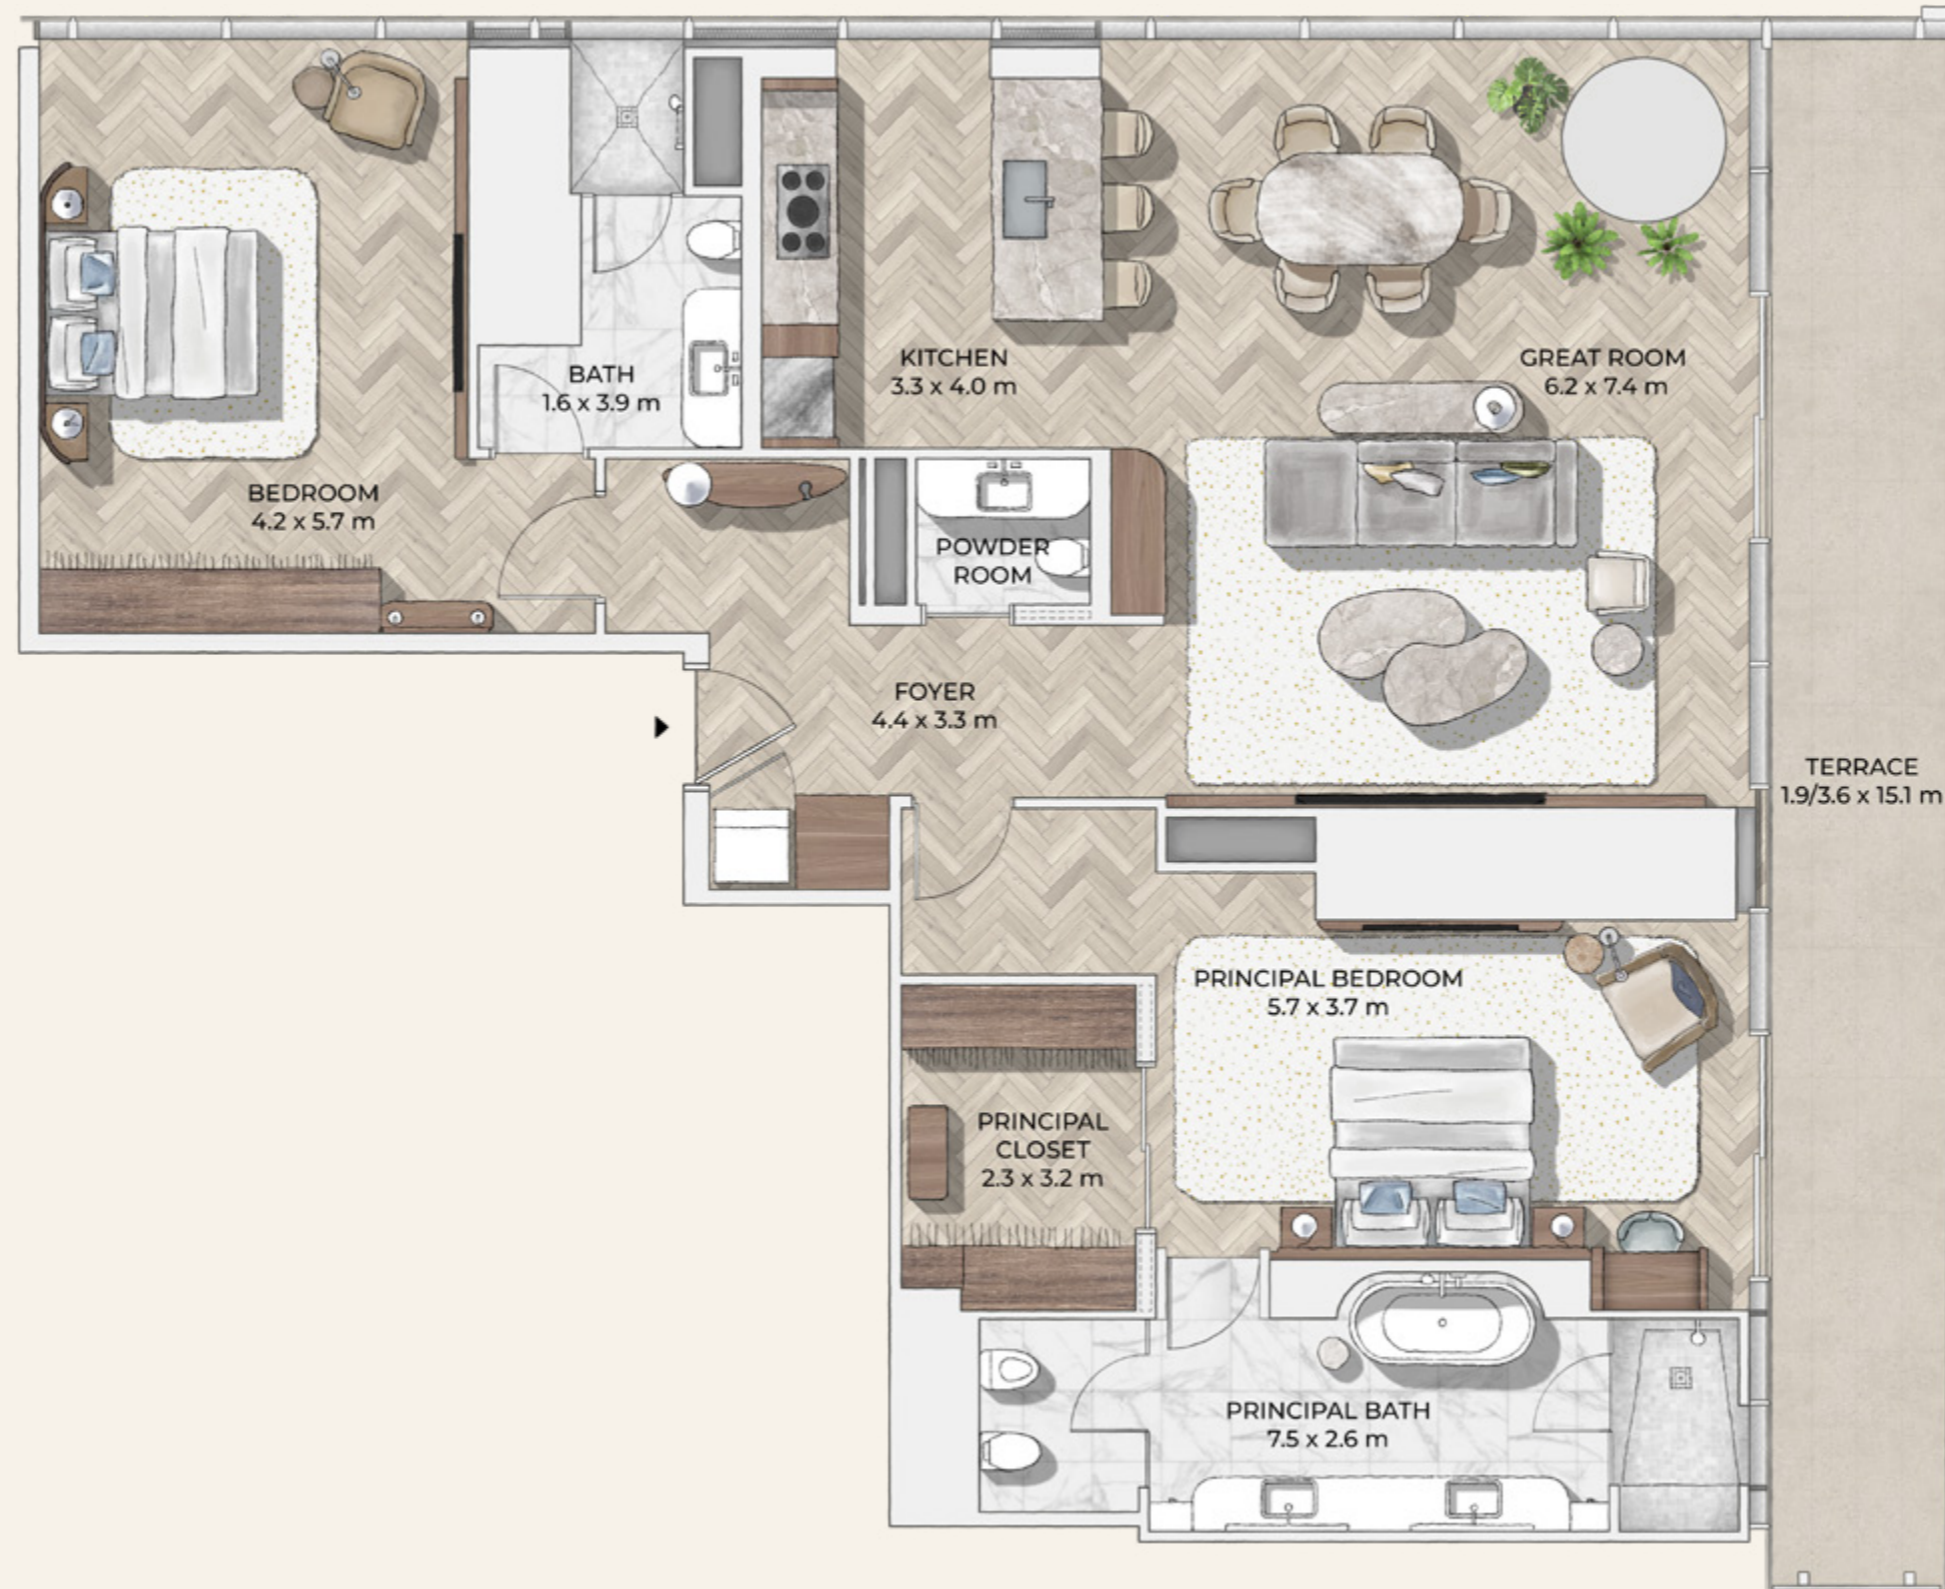 BATH
1.6 x 3.9 m
KITCHEN
3.3 x 4.0 m
GREAT ROOM
6.2 x 7.4 m
BEDROOM
4.2 x 5.7 m
POWDER
ROOM
FOYER
4.4 x 3.3 m
TERRACE
1.9/3.6 x 15.1 m
PRINCIPAL BEDROOM
5.7 x 3.7 m
PRINCIPAL
CLOSET
2.3 x 3.2 m
PRINCIPAL BATH
7.5 x 2.6 m